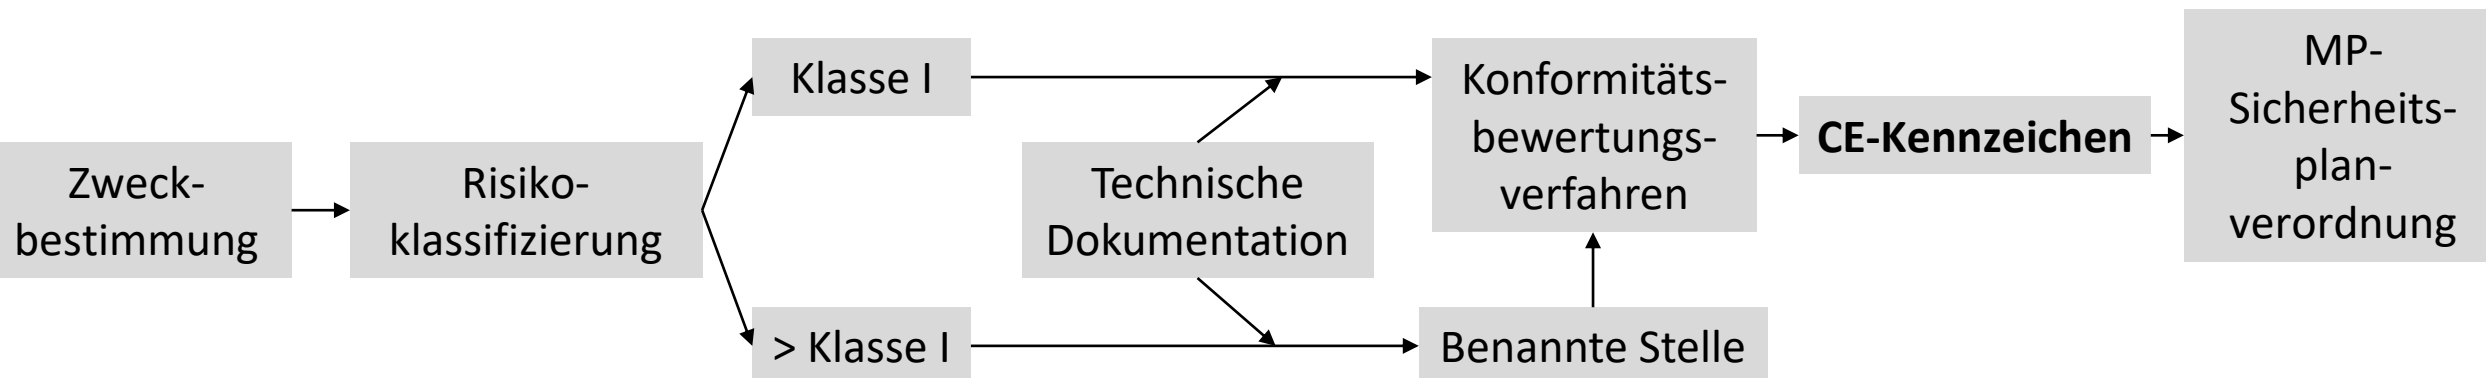 Zweck-
bestimmung
Risiko-
klassifizierung
Klasse I
> Klasse I
Technische
Dokumentation
Konformitäts-
bewertungs-
verfahren
Benannte Stelle
CE-Kennzeichen
MP-
Sicherheits-
plan-
verordnung